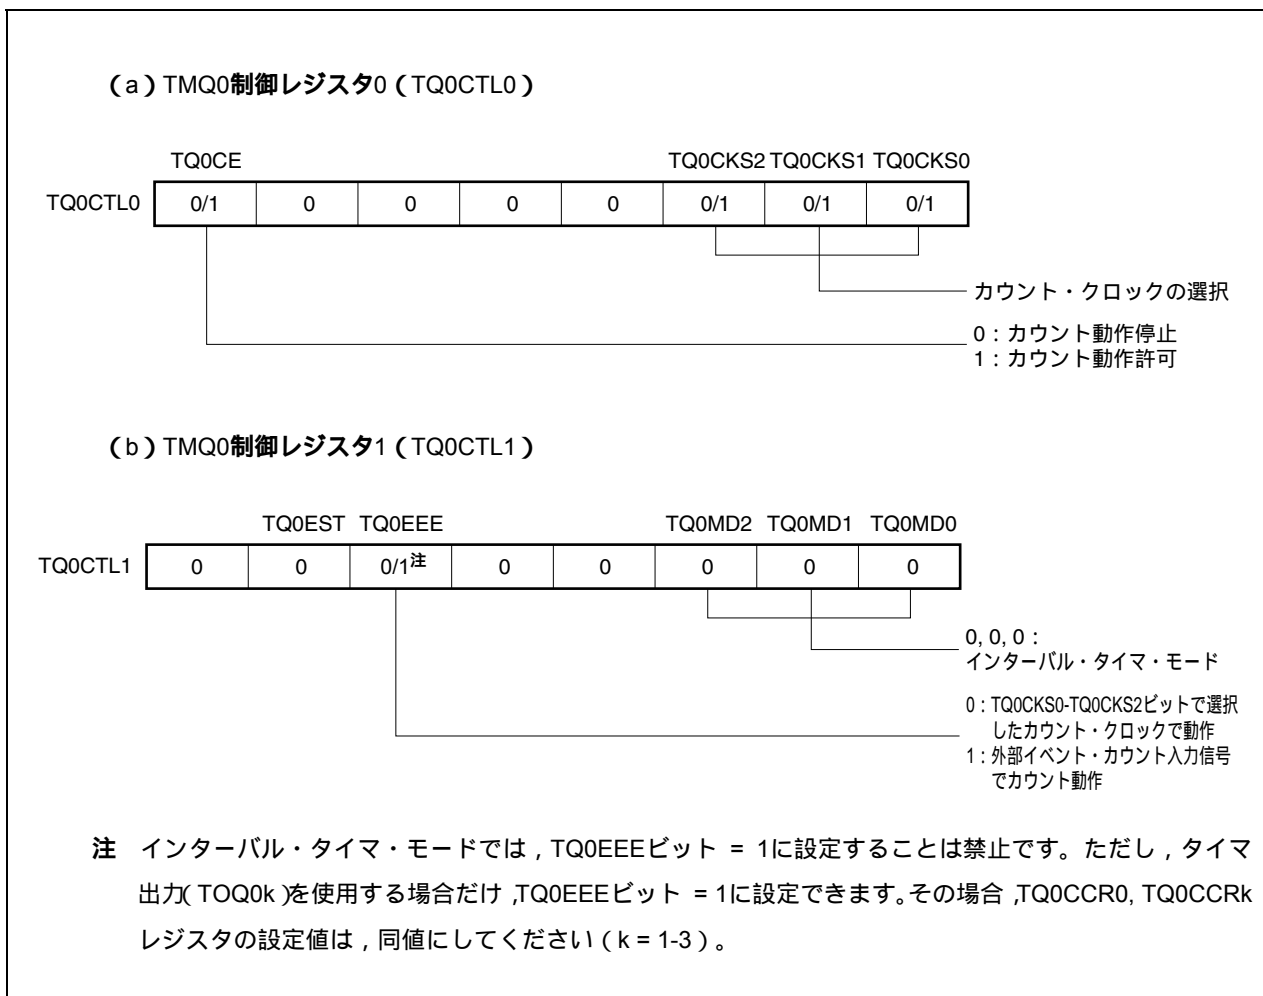 (a)TMQ0制御レジスタ0(TQ0CTL0)
TQ0CE TQ0CKS2 TQ0CKS1 TQ0CKS0
TQ0CTL0 0/1 0 0 0 0 0/1 0/1 0/1
カウント・クロックの選択
0:カウント動作停止
1:カウント動作許可
(b)TMQ0制御レジスタ1(TQ0CTL1)
TQ0EST TQ0EEE TQ0MD2 TQ0MD1 TQ0MD0
TQ0CTL1 0 0 0/1注 0 0 0 0 0
0, 0, 0:
インターバル・タイマ・モード
0:TQ0CKS0-TQ0CKS2ビットで選択
したカウント・クロックで動作
1:外部イベント・カウント入力信号
でカウント動作
注 インターバル・タイマ・モードでは,TQ0EEEビット = 1に設定することは禁止です。ただし,タイマ
出力(TOQ0k)を使用する場合だけ,TQ0EEEビット = 1に設定できます。その場合,TQ0CCR0, TQ0CCRk
レジスタの設定値は,同値にしてください(k = 1-3)。